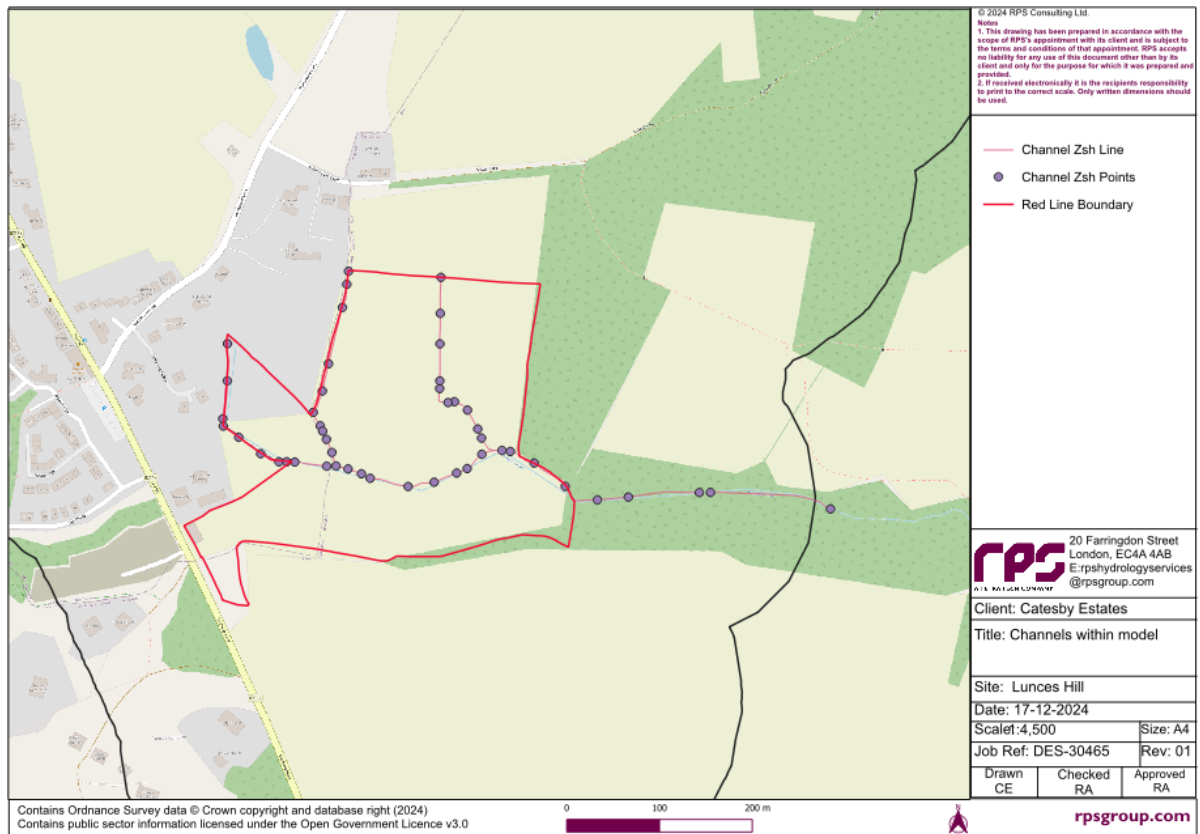 © 2024 RPS Consulting Ltd.
Notes
1. This drawing has been prepared in accordance with the
scope of RPS's appointment with its client and is subject to
the terms and conditions of that appointment. RPS accepts
no liability for any use of this document other than by its
client and only for the purpose for which it was prepared and
provided.
2. If received electronically it is the recipients responsibility
to print to the correct scale. Only written dimensions should
be used.
Channel Zsh Line
Channel Zsh Points
Red Line Boundary
rps
20 Farringdon Street
London, EC4A 4AB
E:rpshydrologyservices
@rpsgroup.com
A TETRA TECH COMPANY
Client: Catesby Estates
Title: Channels within model
Site: Lunces Hill
Date: 17-12-2024
Scale1:4,500
Size: A4
Job Ref: DES-30465
Rev: 01
Drawn
CE
Checked
RA
Approved
RA
Contains Ordnance Survey data © Crown copyright and database right (2024)
Contains public sector information licensed under the Open Government Licence v3.0
0 100 200 m
N
rpsgroup.com